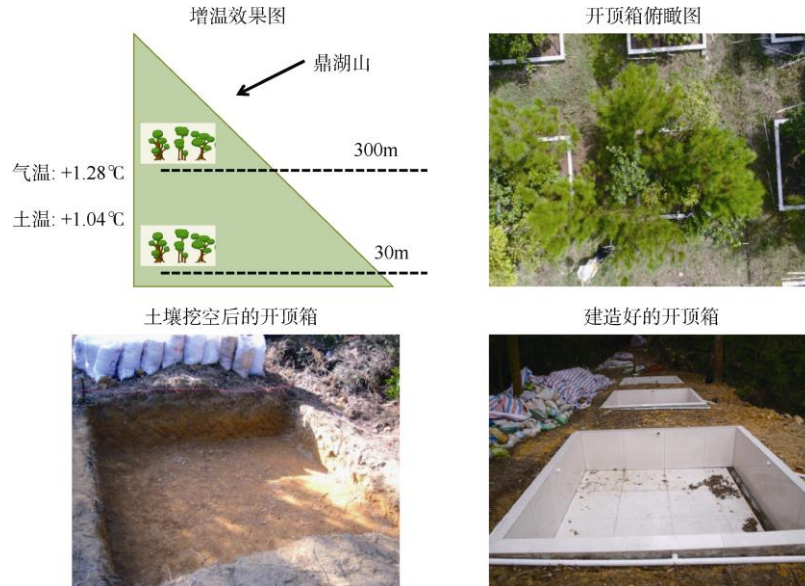 增温效果图
鼎湖山
300m
气温: +1.28℃
土温: +1.04℃
30m
开顶箱俯瞰图
土壤挖空后的开顶箱
建造好的开顶箱